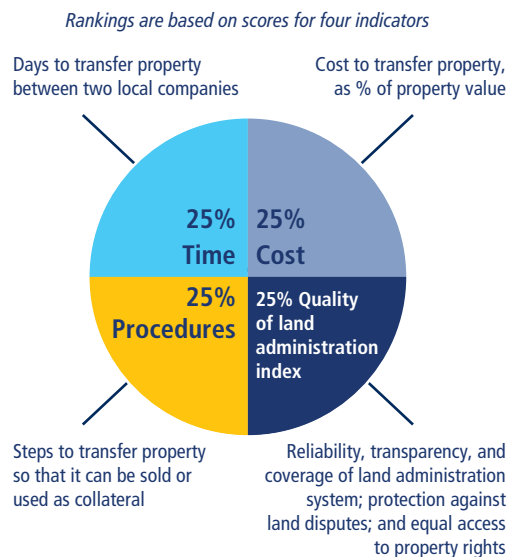 Rankings are based on scores for four indicators
Days to transfer property
between two local companies
Cost to transfer property,
as % of property value
25%
Time
25%
Cost
25%
Procedures
25% Quality
of land
administration
index
Steps to transfer property
so that it can be sold or
used as collateral
Reliability, transparency, and
coverage of land administration
system; protection against
land disputes; and equal access
to property rights